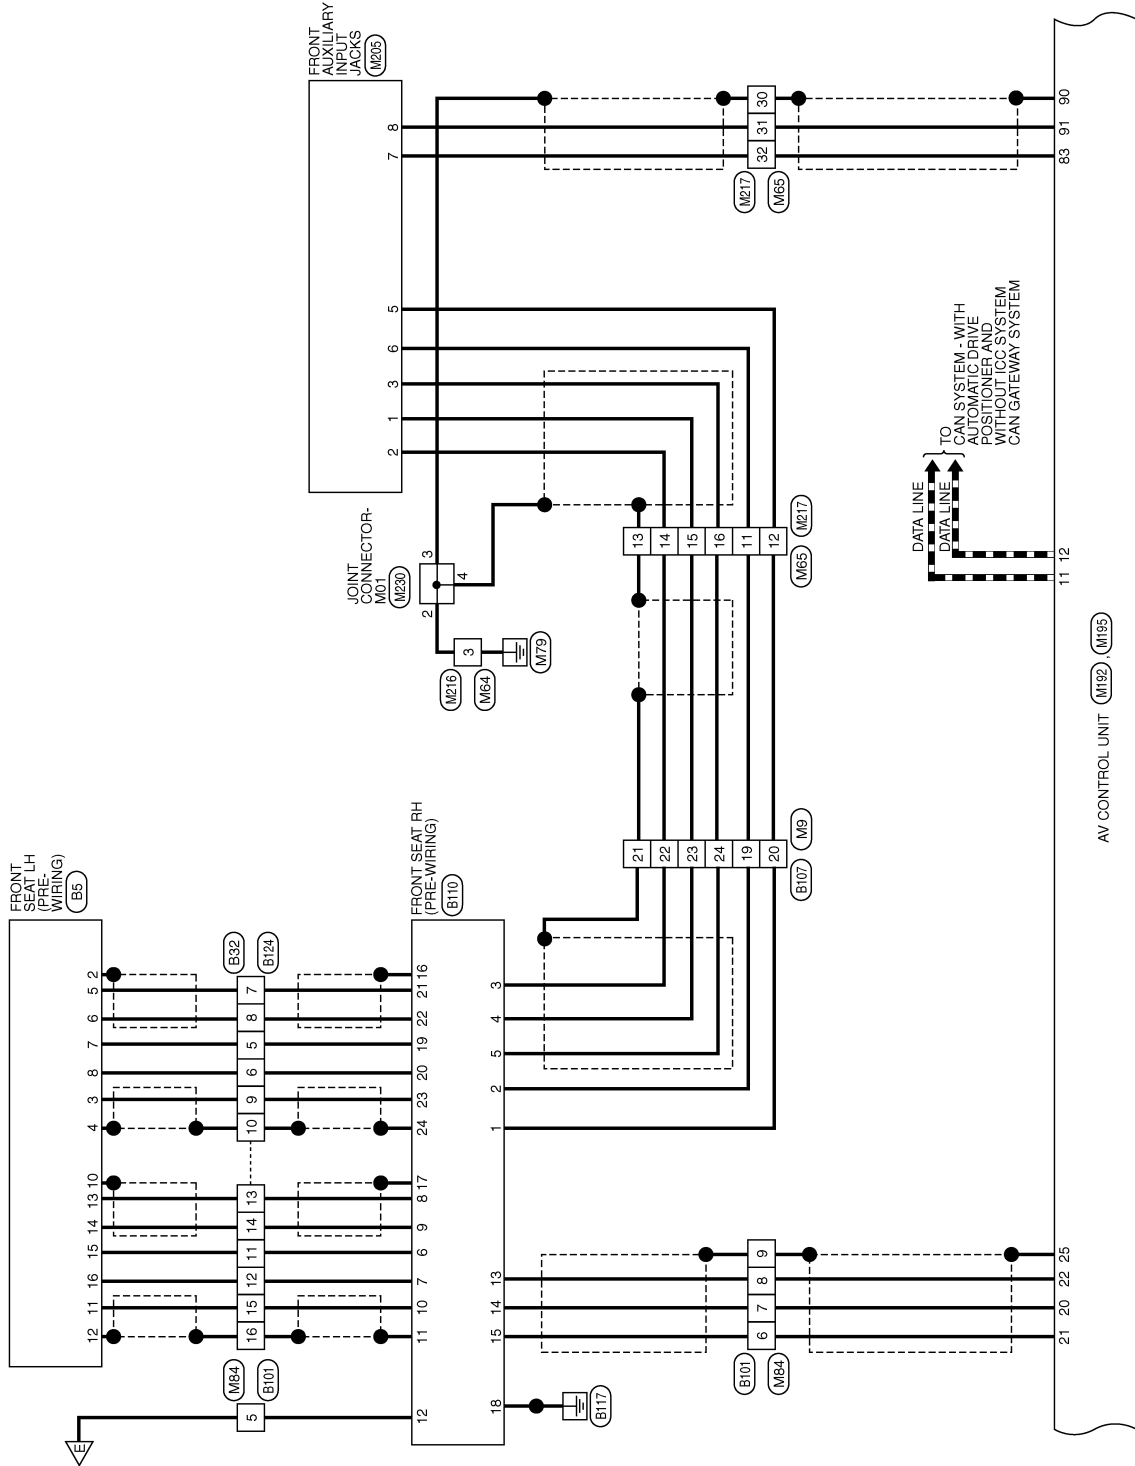 FRONT
AUXILIARY
INPUT
JACKS
M205
8
7
5
6
3
1
2
30
31
32
M217
M65
90
91
83
JOINT
CONNECTOR-
M01
M230
3
4
2
3
M216
M64
M79
13
14
15
16
11
12
M217
M65
DATA LINE
DATA LINE
TO
CAN SYSTEM - WITH
AUTOMATIC DRIVE
POSITIONER AND
WITHOUT ICC SYSTEM
CAN GATEWAY SYSTEM
11
12
AV CONTROL UNIT M192 , M195
FRONT
SEAT LH
(PRE-
WIRING)
B5
2
5
6
7
8
3
4
10
13
14
15
16
11
12
B32
B124
7
8
5
6
9
10
13
14
11
12
15
16
M84
B101
5
E
FRONT SEAT RH
(PRE-WIRING)
B110
16
21
22
19
20
23
24
17
8
9
6
7
10
11
12
3
4
5
2
1
13
14
15
18
B117
21
22
23
24
19
20
M9
B107
9
8
7
6
B101
M84
25
22
20
21